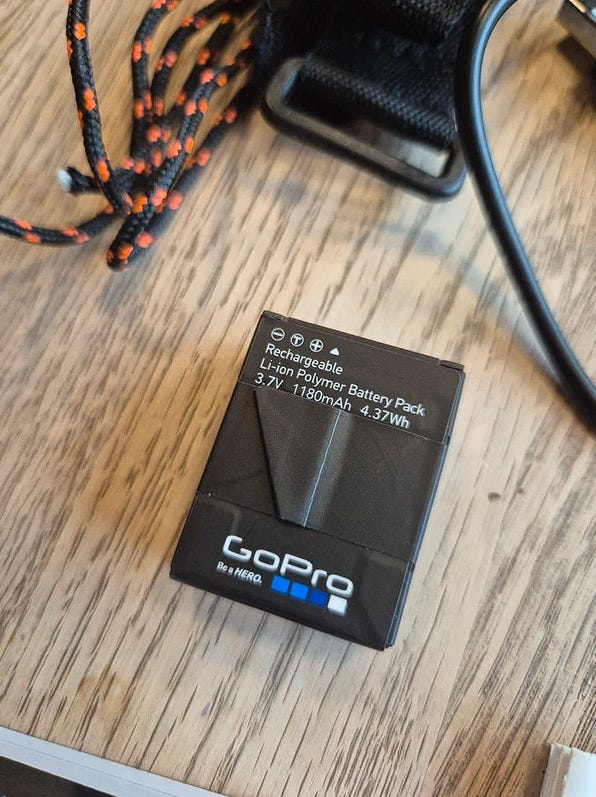 Rechargeable
Li-ion Polymer Battery Pack
3.7V 1180mAh 4.37Wh
GoPro
Be a HERO.